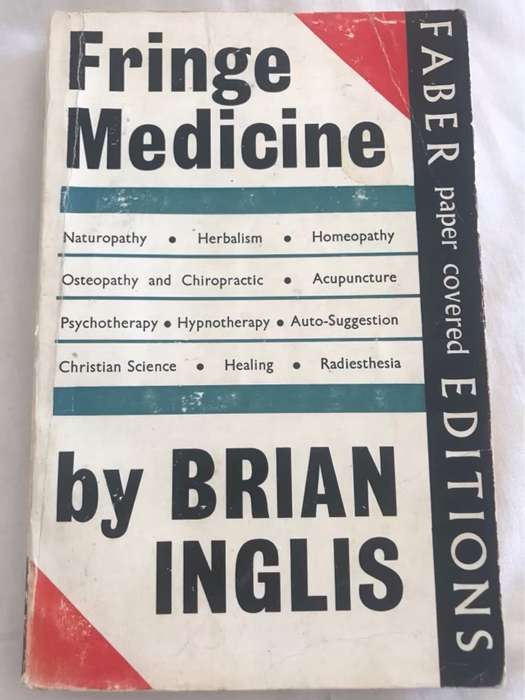 Fringe
Medicine
Naturopathy • Herbalism • Homeopathy
Osteopathy and Chiropractic • Acupuncture
Psychotherapy • Hypnotherapy • Auto-Suggestion
Christian Science • Healing • Radiesthesia
by BRIAN
INGLIS
FABER paper covered EDITIONS